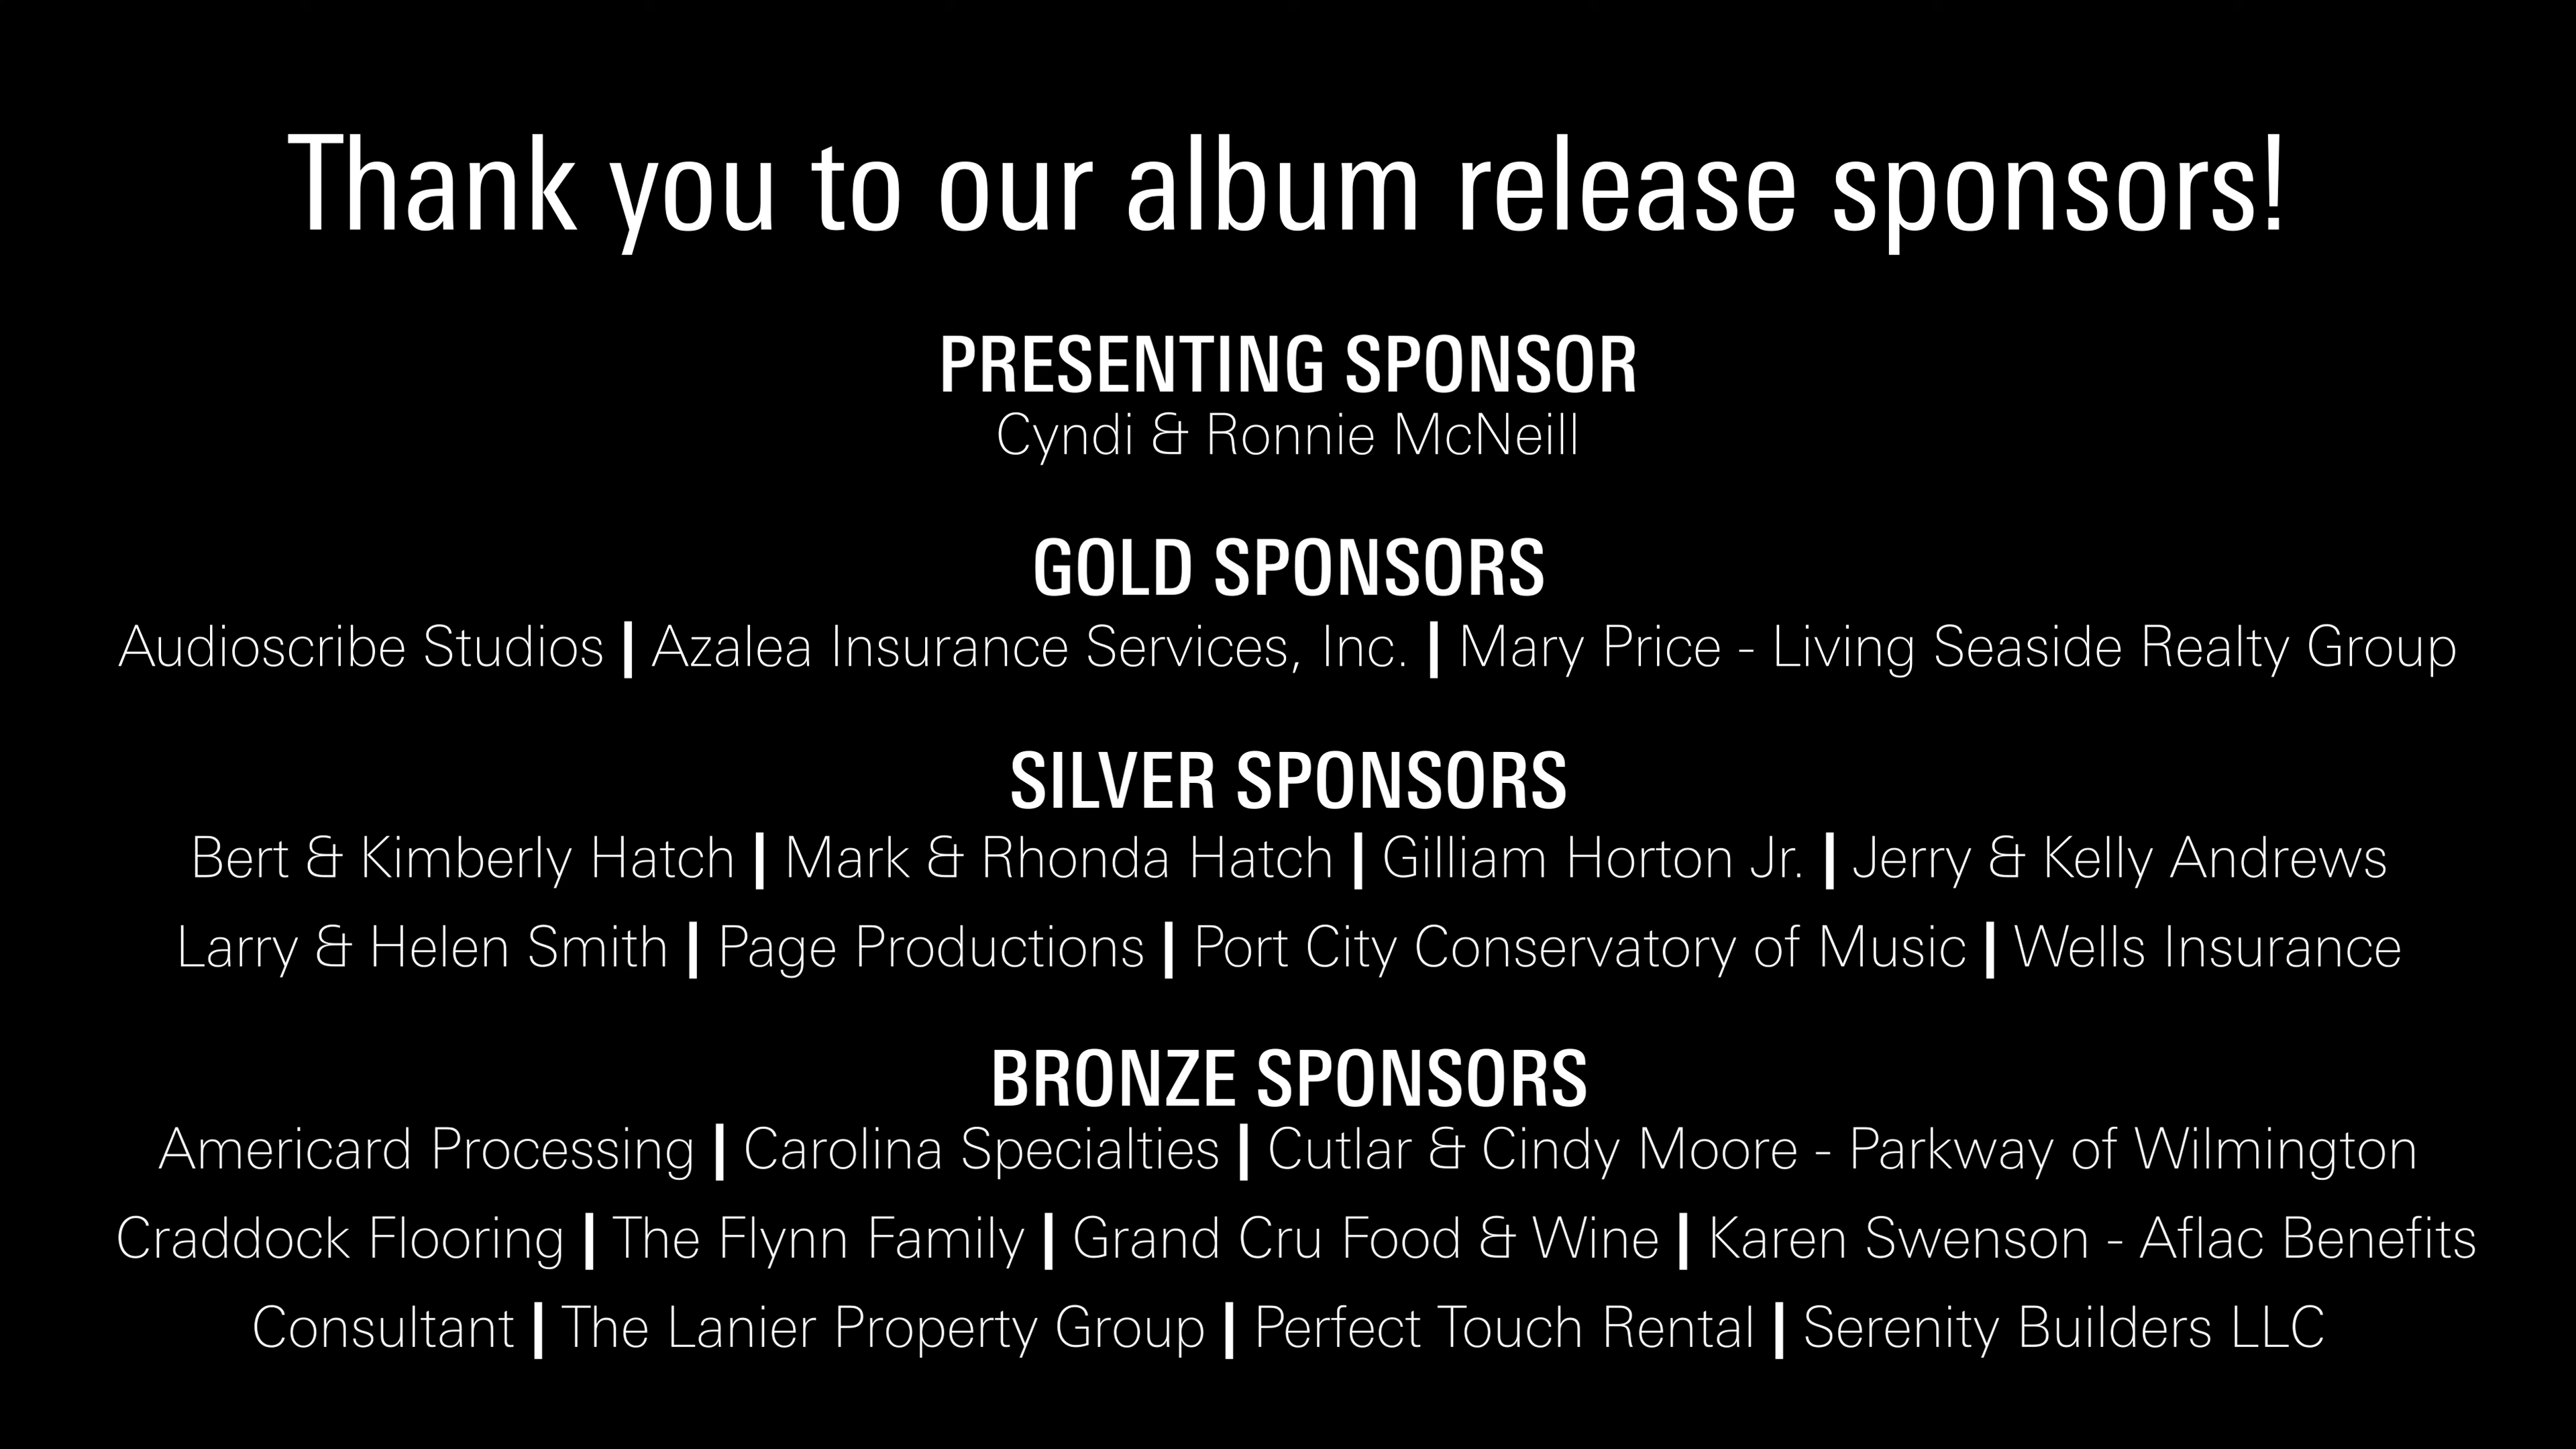 Thank you to our album release sponsors!
PRESENTING SPONSOR
Cyndi & Ronnie McNeill
GOLD SPONSORS
Audioscribe Studios | Azalea Insurance Services, Inc. | Mary Price - Living Seaside Realty Group
SILVER SPONSORS
Bert & Kimberly Hatch | Mark & Rhonda Hatch | Gilliam Horton Jr. | Jerry & Kelly Andrews
Larry & Helen Smith | Page Productions | Port City Conservatory of Music | Wells Insurance
BRONZE SPONSORS
Americard Processing | Carolina Specialties | Cutlar & Cindy Moore - Parkway of Wilmington
Craddock Flooring | The Flynn Family | Grand Cru Food & Wine | Karen Swenson - Aflac Benefits
Consultant | The Lanier Property Group | Perfect Touch Rental | Serenity Builders LLC